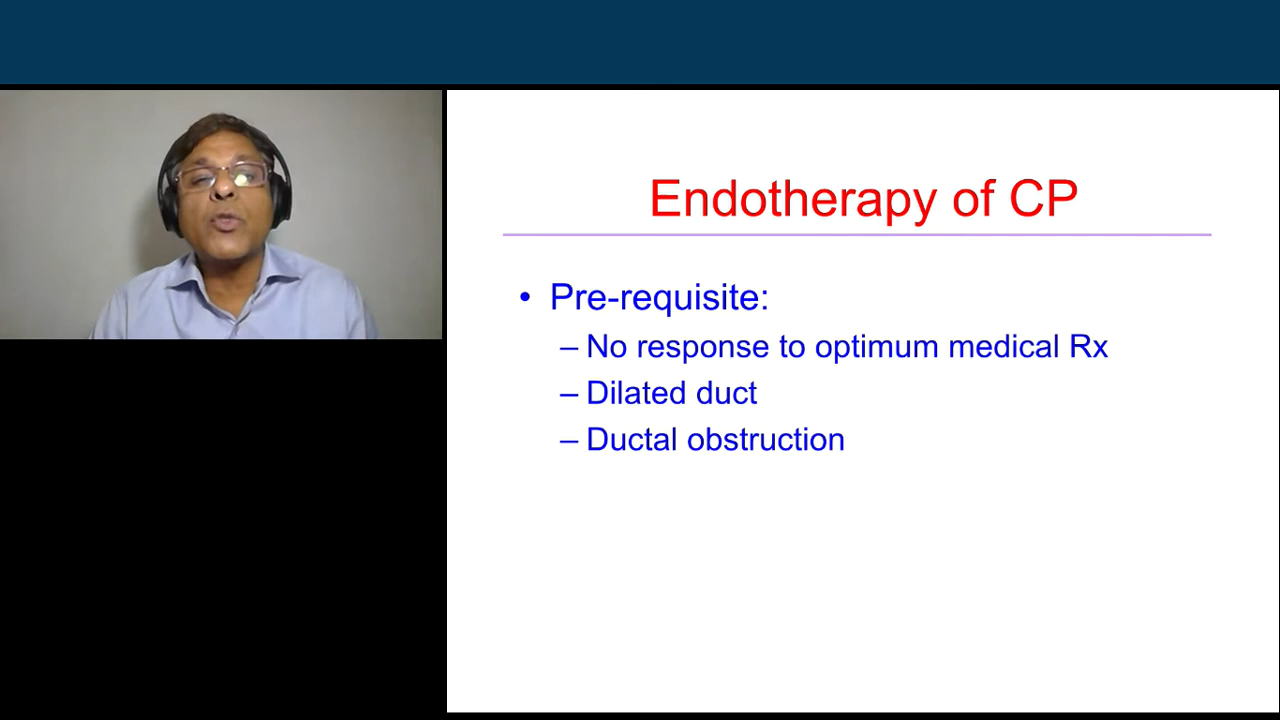 Endotherapy of CP
• Pre-requisite:
– No response to optimum medical Rx
– Dilated duct
– Ductal obstruction